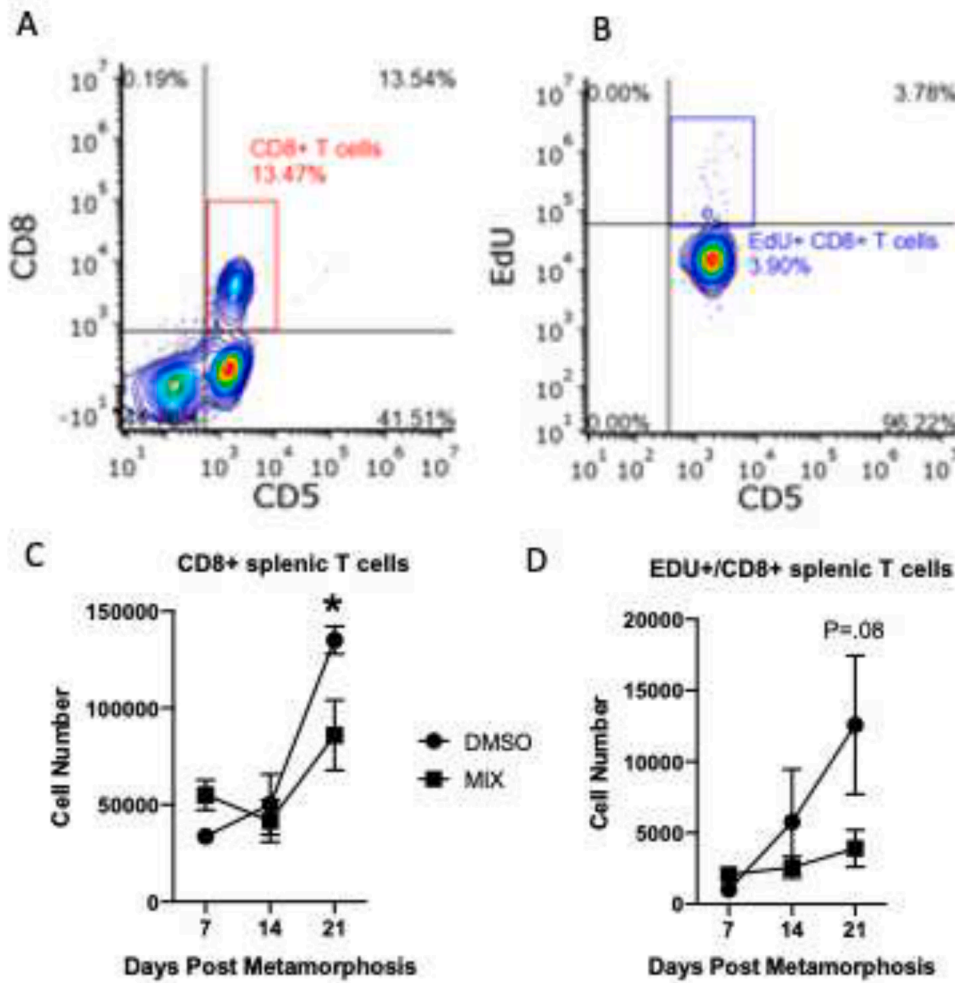 A
0.19%
13.54%
CD8+ T cells
13.47%
41.51%
CD8
10^7
10^6
10^5
10^4
10^3
-10^1
10^1 10^3 10^4 10^5 10^6 10^7
CD5
B
0.00%
3.78%
EdU+ CD8+ T cells
3.90%
0.00%
96.22%
EdU
10^7
10^6
10^5
10^4
10^3
10^2
10^1
10^1 10^2 10^3 10^4 10^5 10^6 10^7
CD5
C
CD8+ splenic T cells
*
150000
100000
50000
0
Cell Number
7 14 21
Days Post Metamorphosis
DMSO
MIX
D
EDU+/CD8+ splenic T cells
P=.08
20000
15000
10000
5000
0
Cell Number
7 14 21
Days Post Metamorphosis